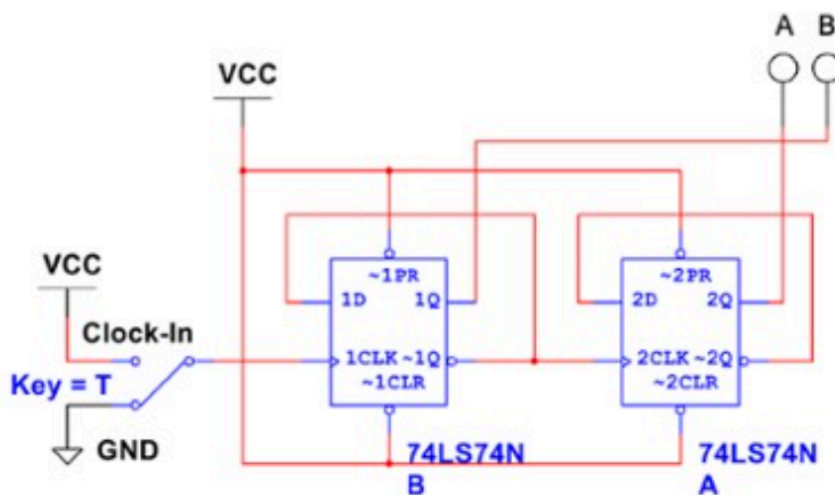 A B
VCC
~1PR
~2PR
1D 1Q
2D 2Q
VCC
Clock-In
1CLK ~1Q
2CLK ~2Q
Key = T
~1CLR
~2CLR
GND
74LS74N
B
74LS74N
A